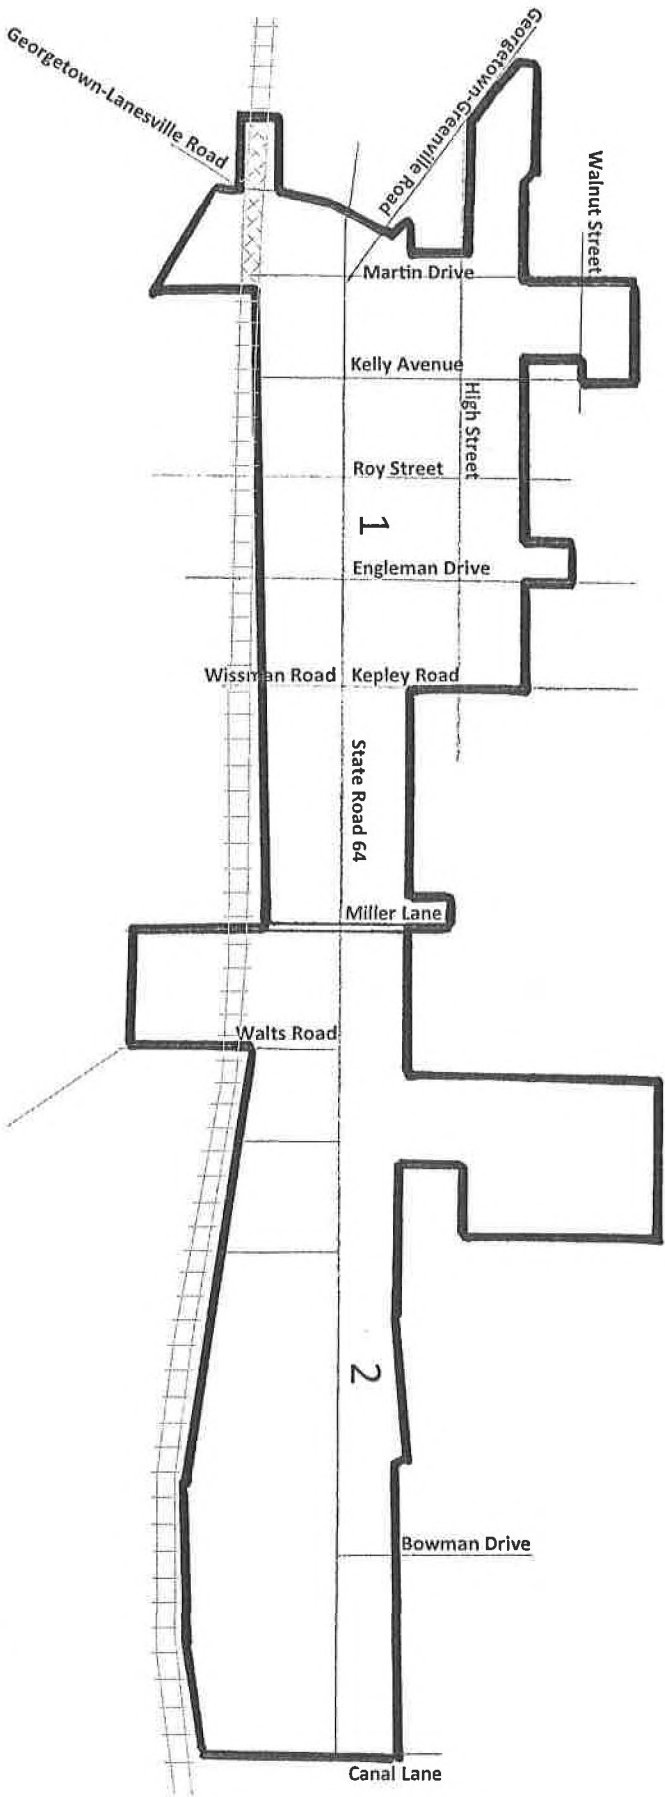 Georgetown-Lanesville Road
Georgetown-Greenville Road
Walnut Street
Martin Drive
Kelly Avenue
High Street
Roy Street
1
Engleman Drive
Wissman Road
Kepley Road
State Road 64
Miller Lane
Walts Road
2
Bowman Drive
Canal Lane